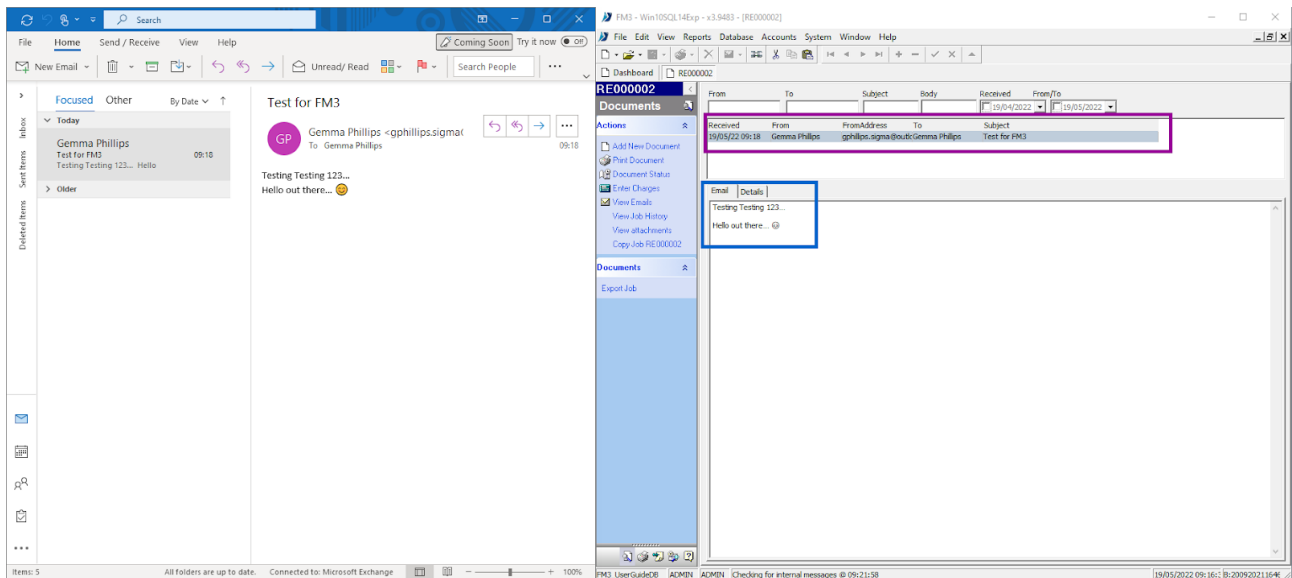 Search
File Home Send / Receive View Help Coming Soon Try it now Off
New Email Unread/ Read Search People ...
Focused Other By Date
Today
Gemma Phillips
Test for FM3 09:18
Testing Testing 123... Hello
Older
Inbox
Sent Items
Deleted Items
Test for FM3
GP
Gemma Phillips <gphillips.sigma(
To Gemma Phillips 09:18
Testing Testing 123...
Hello out there... 😊
Items: 5 All folders are up to date. Connected to: Microsoft Exchange 100%
FM3 - Win10SQL14Exp - x3.9483 - [RE000002]
File Edit View Reports Database Accounts System Window Help
Dashboard RE000002
RE000002
Documents
Actions
Add New Document
Print Document
Document Status
Enter Charges
View Emails
View Job History
View attachments
Copy Job RE000002
Documents
Export Job
From To Subject Body Received From/To
19/04/2022 19/05/2022
Received From FromAddress To Subject
19/05/22 09:18 Gemma Phillips gphillips.sigma@outlc Gemma Phillips Test for FM3
Email Details
Testing Testing 123...
Hello out there... 😊
FM3: UserGuideDB ADMIN ADMIN Checking for internal messages @ 09:21:58 19/05/2022 09:16: B:20092021164